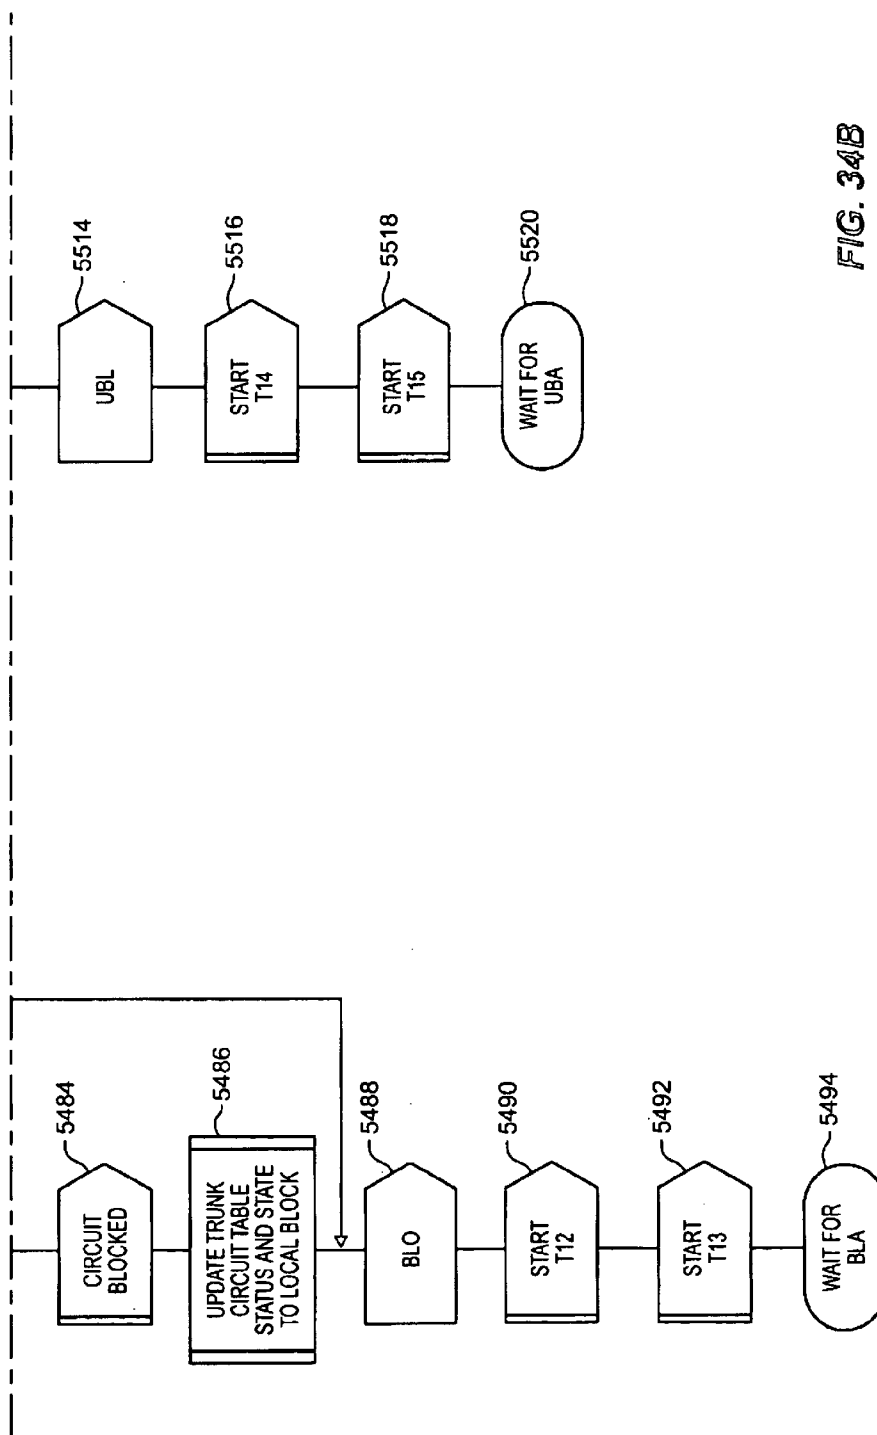 CIRCUIT
BLOCKED
5484
UPDATE TRUNK
CIRCUIT TABLE
STATUS AND STATE
TO LOCAL BLOCK
5486
BLO
5488
START
T12
5490
START
T13
5492
WAIT FOR
BLA
5494
UBL
5514
START
T14
5516
START
T15
5518
WAIT FOR
UBA
5520
FIG. 34B